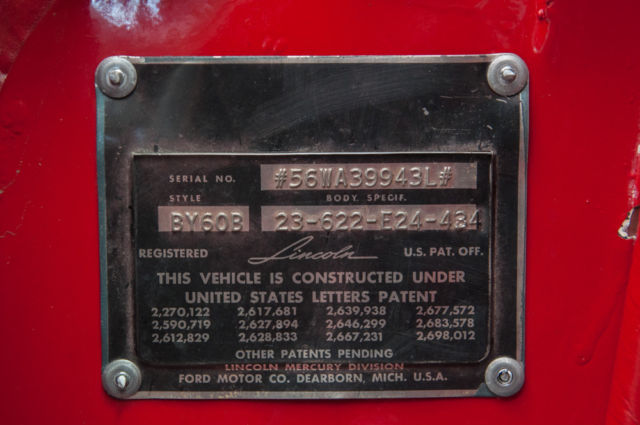 SERIAL NO. #56WA39943L#
STYLE BODY SPECIF.
BY60B 23-622-E24-434
REGISTERED Lincoln U.S. PAT. OFF.
THIS VEHICLE IS CONSTRUCTED UNDER
UNITED STATES LETTERS PATENT
2,270,122 2,617,681 2,639,938 2,677,572
2,590,719 2,627,894 2,646,299 2,683,578
2,612,829 2,628,833 2,667,231 2,698,012
OTHER PATENTS PENDING
LINCOLN MERCURY DIVISION
FORD MOTOR CO. DEARBORN, MICH. U.S.A.